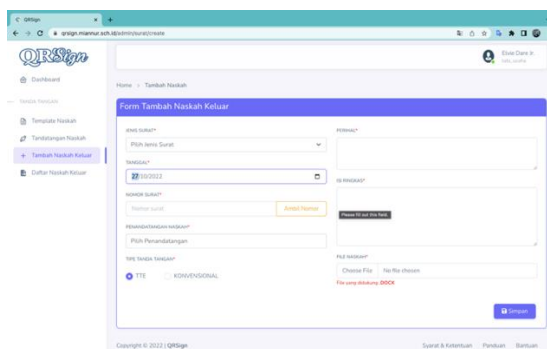 QRSign
qrsign.miannur.sch.id/admin/surat/create
QRSign
Elvia Clare Jr.
Dashboard
Home > Tambah Naskah
TANDA TANGAN
Form Tambah Naskah Keluar
Template Naskah
Tandatangan Naskah
Tambah Naskah Keluar
Daftar Naskah Keluar
JENIS SURAT*
Pilih Jenis Surat
TANGGAL*
27/10/2022
NOMOR SURAT*
Nomor surat
Ambil Nomor
PENANDATANGAN NASKAH*
Pilih Penandatangan
TIPE TANDA TANGAN*
TTE
KONVENSIONAL
PERIHAL*
ISI RINGKAS*
Please fill out this field.
FILE NASKAH*
Choose File No file chosen
File yang didukung: DOCX
Simpan
Copyright © 2022 | QRSign
Syarat & Ketentuan Panduan Bantuan